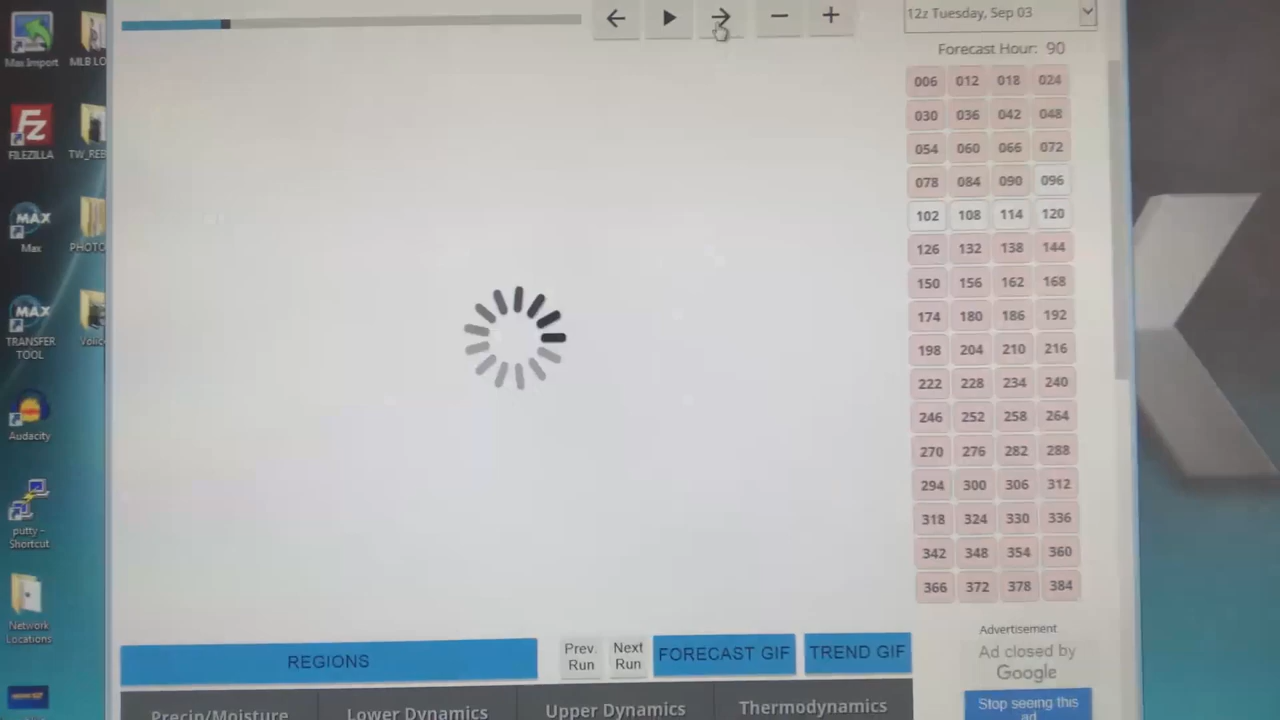 12z Tuesday, Sep 03
Forecast Hour: 90
006 012 018 024
030 036 042 048
054 060 066 072
078 084 090 096
102 108 114 120
126 132 138 144
150 156 162 168
174 180 186 192
198 204 210 216
222 228 234 240
246 252 258 264
270 276 282 288
294 300 306 312
318 324 330 336
342 348 354 360
366 372 378 384
Advertisement
Ad closed by
Google
Stop seeing this
ad
REGIONS
Prev. Run
Next Run
FORECAST GIF
TREND GIF
Precip/Moisture
Lower Dynamics
Upper Dynamics
Thermodynamics
Max Import
MLB LO
FZ
FILEZILLA
TW_REB
MAX
Max
PHOTO
MAX
TRANSFER
TOOL
Audacity
putty -
Shortcut
Network
Locations